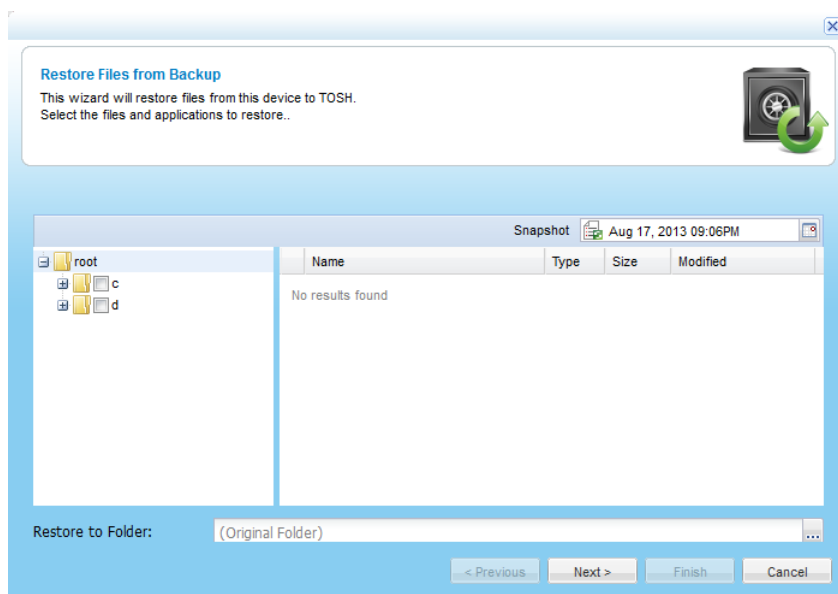 Restore Files from Backup
This wizard will restore files from this device to TOSH.
Select the files and applications to restore..
Snapshot Aug 17, 2013 09:06PM
root Name Type Size Modified
c
d
No results found
Restore to Folder: (Original Folder) ...
< Previous Next > Finish Cancel